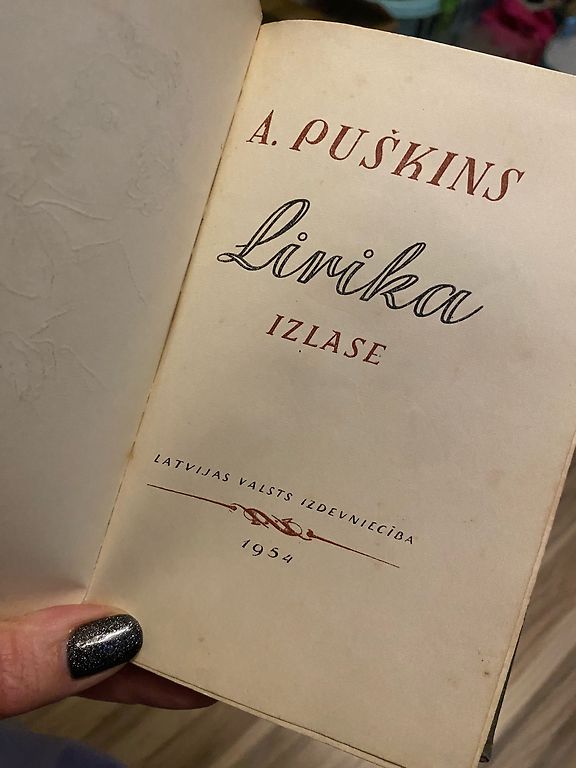 A. PUŠKINS
Lirika
IZLASE
LATVIJAS VALSTS IZDEVNIECĪBA
1954